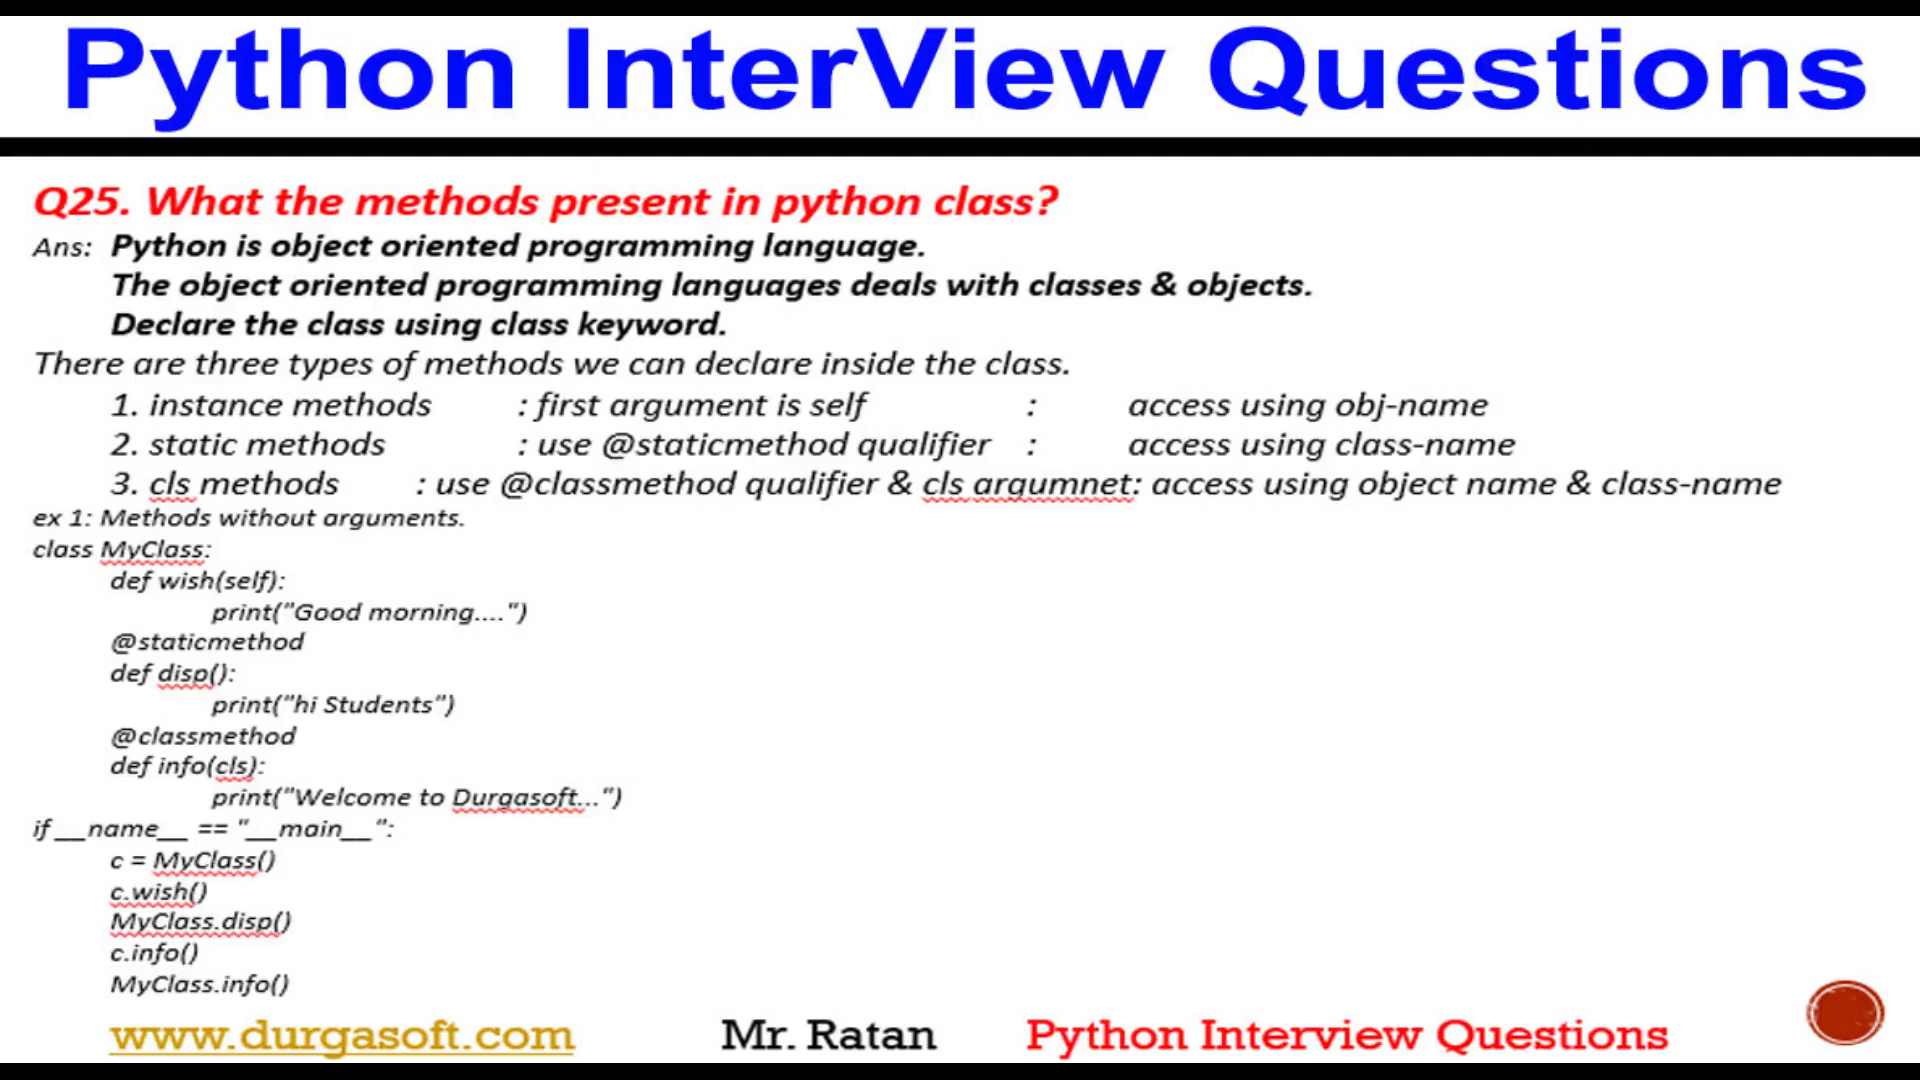 Python InterView Questions
Q25. What the methods present in python class?
Ans: Python is object oriented programming language.
The object oriented programming languages deals with classes & objects.
Declare the class using class keyword.
There are three types of methods we can declare inside the class.
1. instance methods : first argument is self : access using obj-name
2. static methods : use @staticmethod qualifier : access using class-name
3. cls methods : use @classmethod qualifier & cls argumnet: access using object name & class-name
ex 1: Methods without arguments.
class MyClass:
def wish(self):
print("Good morning....")
@staticmethod
def disp():
print("hi Students")
@classmethod
def info(cls):
print("Welcome to Durgasoft...")
if __name__ == "__main__":
c = MyClass()
c.wish()
MyClass.disp()
c.info()
MyClass.info()
www.durgasoft.com Mr. Ratan Python Interview Questions